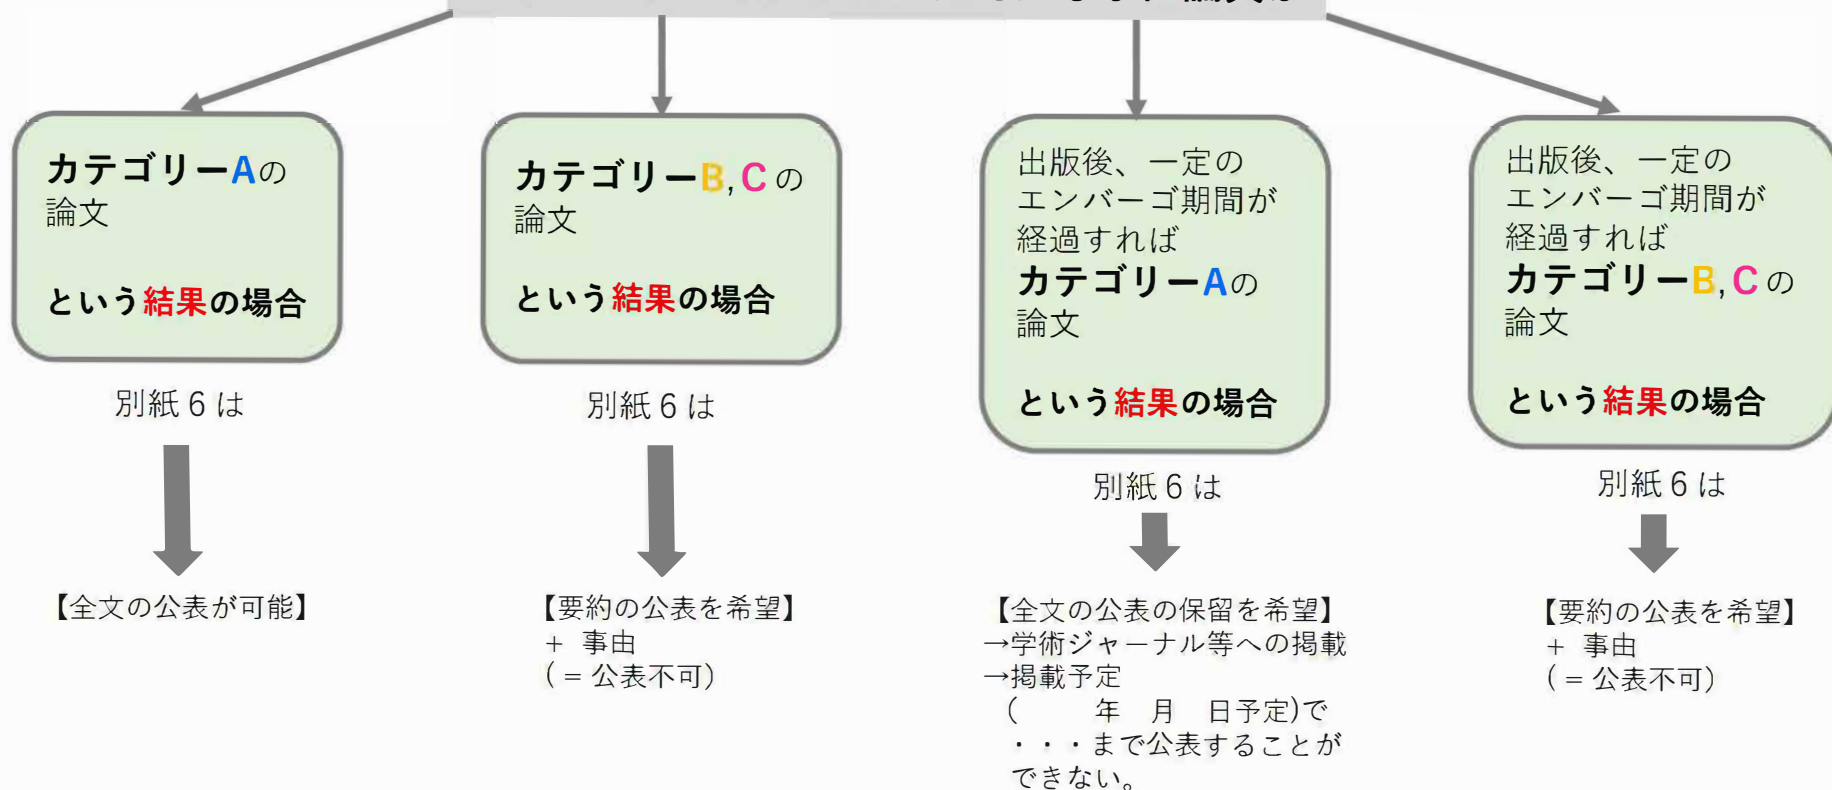 カテゴリーAの
論文
という結果の場合
別紙6は
【全文の公表が可能】
カテゴリーB, Cの
論文
という結果の場合
別紙6は
【要約の公表を希望】
+ 事由
(=公表不可)
出版後、一定の
エンバーゴ期間が
経過すれば
カテゴリーAの
論文
という結果の場合
別紙6は
【全文の公表の保留を希望】
→学術ジャーナル等への掲載
→掲載予定
(　　年　月　日予定)で
・・・まで公表することが
できない。
出版後、一定の
エンバーゴ期間が
経過すれば
カテゴリーB, Cの
論文
という結果の場合
別紙6は
【要約の公表を希望】
+ 事由
(=公表不可)